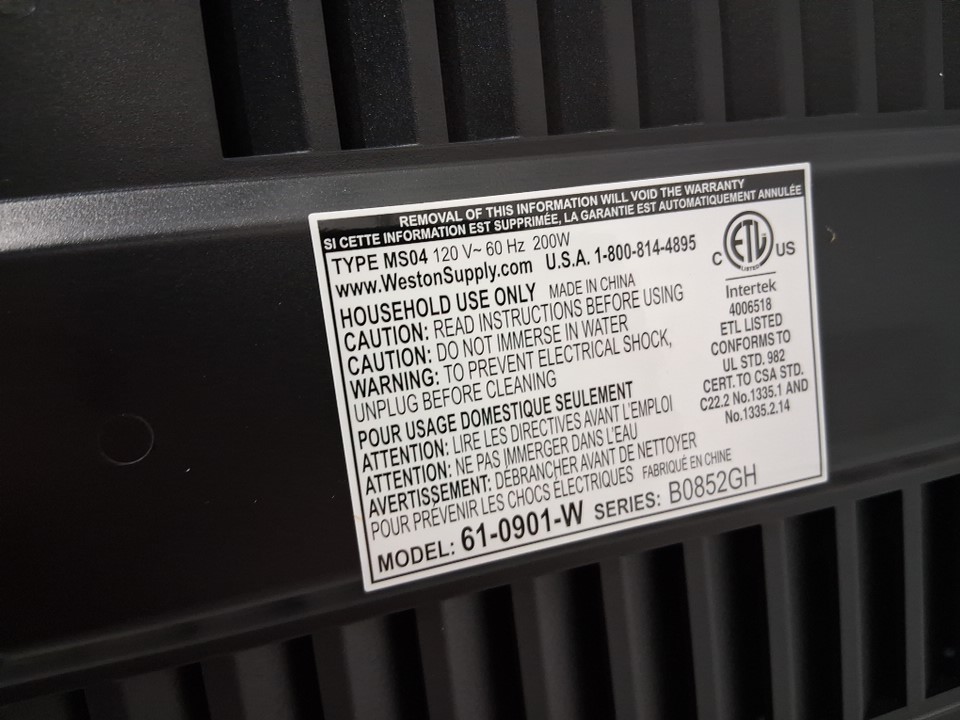 REMOVAL OF THIS INFORMATION WILL VOID THE WARRANTY
SI CETTE INFORMATION EST SUPPRIMÉE, LA GARANTIE EST AUTOMATIQUEMENT ANNULÉE
TYPE MS04 120 V~ 60 Hz 200W
www.WestonSupply.com U.S.A. 1-800-814-4895
HOUSEHOLD USE ONLY MADE IN CHINA
CAUTION: READ INSTRUCTIONS BEFORE USING
CAUTION: DO NOT IMMERSE IN WATER
WARNING: TO PREVENT ELECTRICAL SHOCK,
UNPLUG BEFORE CLEANING
POUR USAGE DOMESTIQUE SEULEMENT
ATTENTION: LIRE LES DIRECTIVES AVANT L'EMPLOI
ATTENTION: NE PAS IMMERGER DANS L'EAU
AVERTISSEMENT: DÉBRANCHER AVANT DE NETTOYER
POUR PRÉVENIR LES CHOCS ÉLECTRIQUES FABRIQUÉ EN CHINE
MODEL: 61-0901-W SERIES: B0852GH
C ETL US
LISTED
Intertek
4006518
ETL LISTED
CONFORMS TO
UL STD. 982
CERT. TO CSA STD.
C22.2 No.1335.1 AND
No.1335.2.14